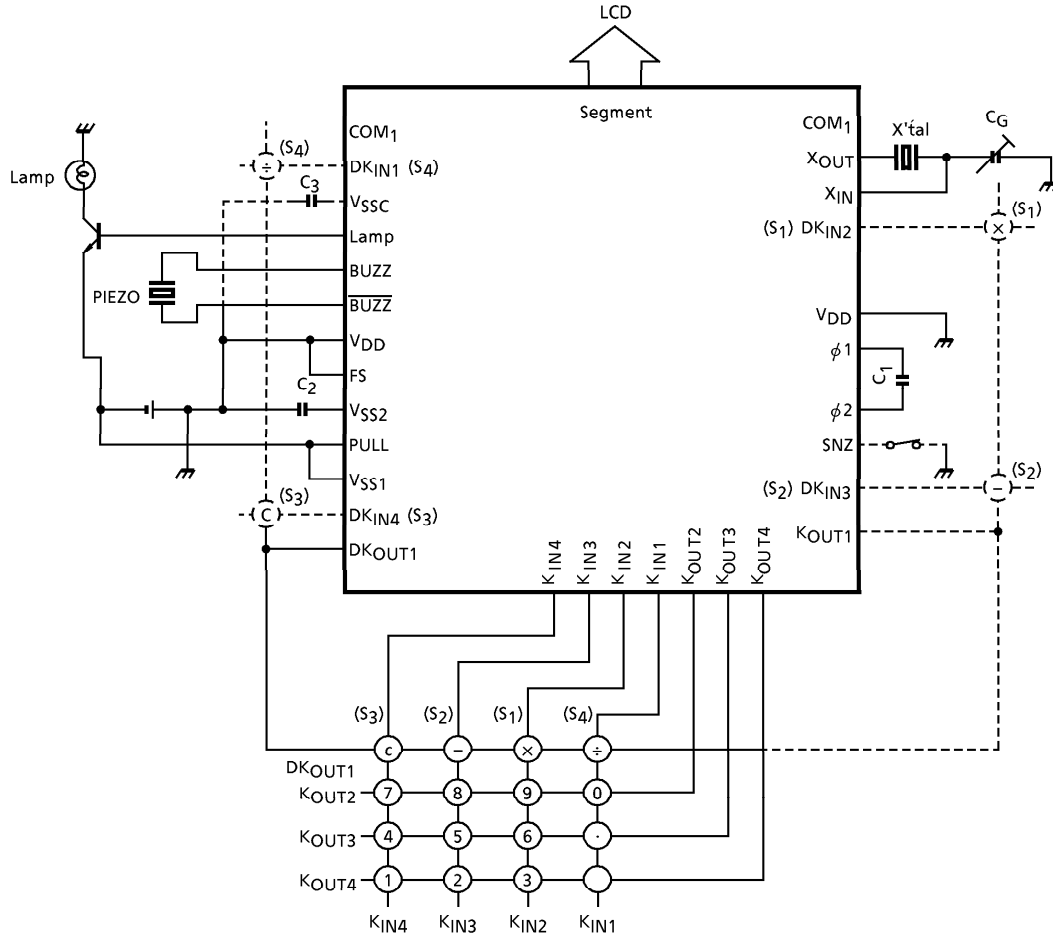 LCD
Segment
COM1
COM1
X'tal
CG
(S4)
÷
DKIN1 (S4)
XOUT
Lamp
C3
VSSC
XIN
(S1)
Lamp
(S1) DKIN2
×
BUZZ
PIEZO
BUZZ
VDD
VDD
ϕ1
FS
C1
C2
VSS2
ϕ2
PULL
SNZ
VSS1
(S2)
(S3)
(S2) DKIN3
−
C
DKIN4 (S3)
KOUT1
DKOUT1
KIN4
KIN3
KIN2
KIN1
KOUT2
KOUT3
KOUT4
(S3) (S2) (S1) (S4)
c − × ÷
DKOUT1
KOUT2 7 8 9 0
KOUT3 4 5 6 ·
KOUT4 1 2 3
KIN4 KIN3 KIN2 KIN1